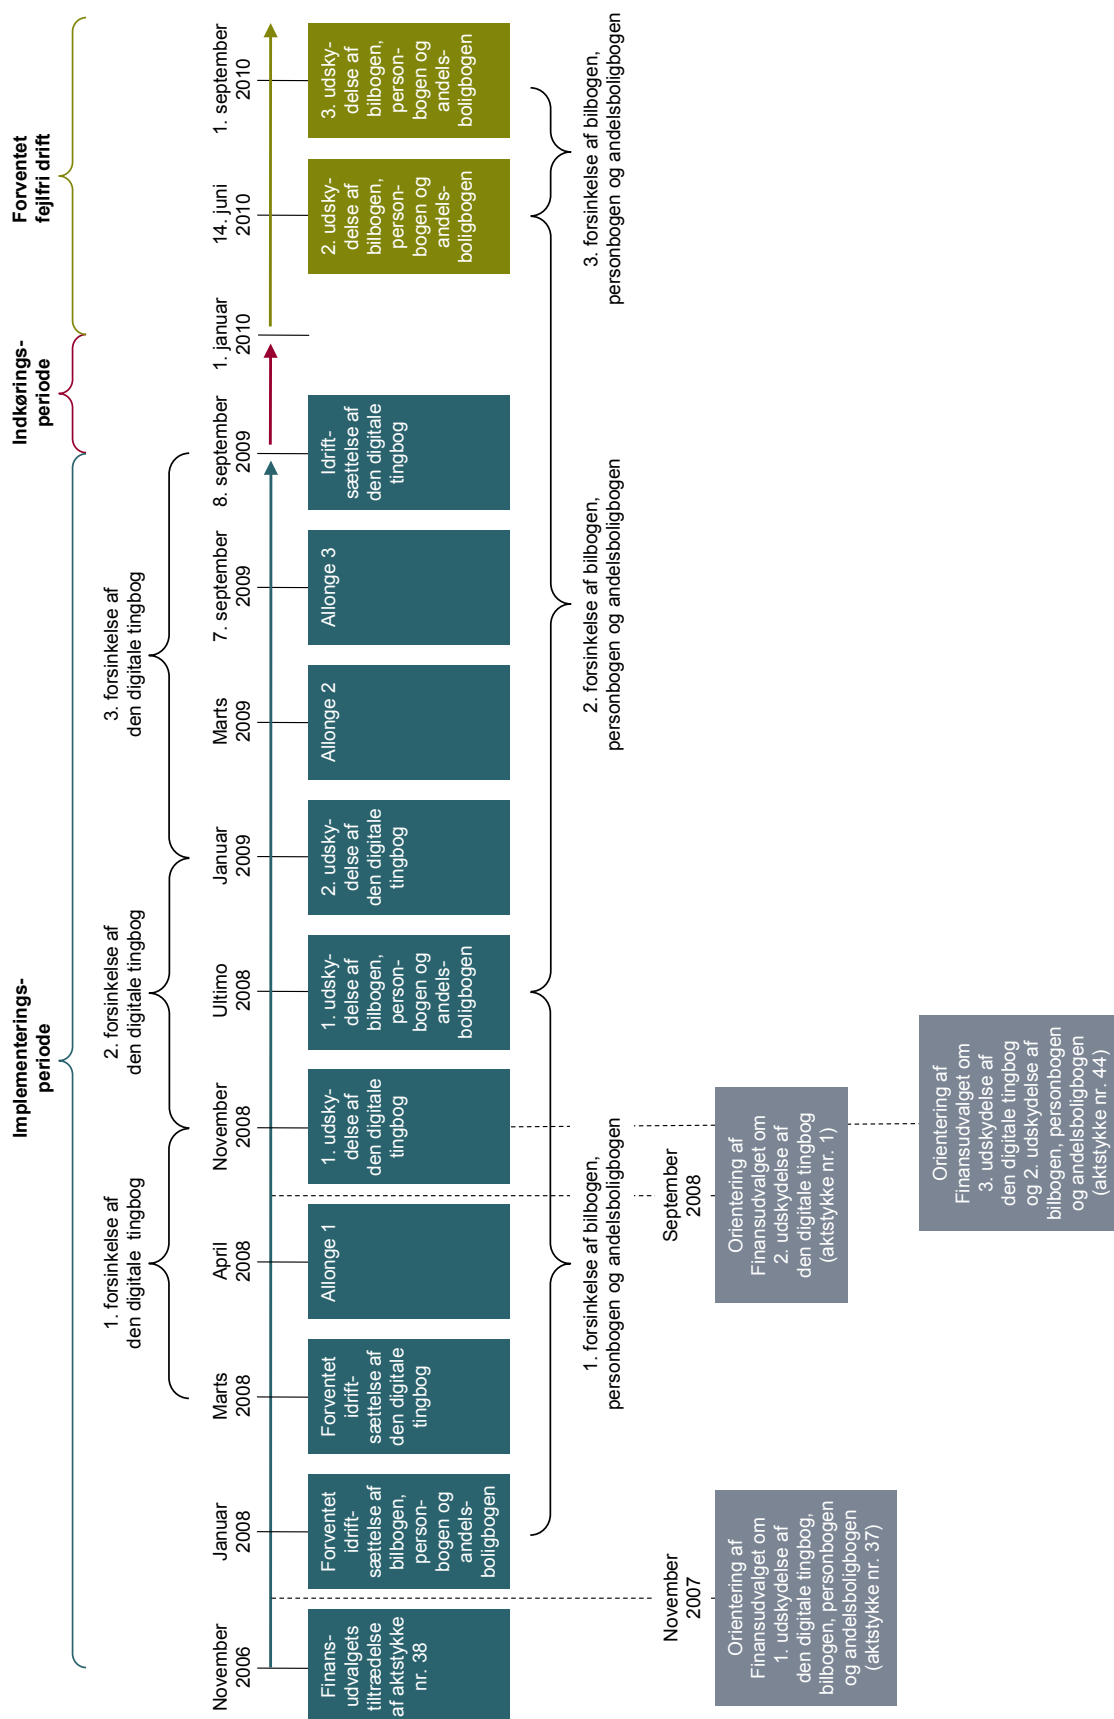 Implementerings-
periode
Indkørings-
periode
Forventet
fejlfri drift
1. forsinkelse af
den digitale tingbog
2. forsinkelse af
den digitale tingbog
3. forsinkelse af
den digitale tingbog
November
2006
Januar
2008
Marts
2008
April
2008
November
2008
Ultimo
2008
Januar
2009
Marts
2009
7. september
2009
8. september
2009
1. januar
2010
14. juni
2010
1. september
2010
Finans-
udvalgets
tiltrædelse
af aktstykke
nr. 38
Forventet
idrift-
sættelse af
bilbogen,
person-
bogen og
andels-
boligbogen
Forventet
idrift-
sættelse af
den digitale
tingbog
Allonge 1
1. udsky-
delse af
den digitale
tingbog
1. udsky-
delse af
bilbogen,
person-
bogen og
andels-
boligbogen
2. udsky-
delse af
den digitale
tingbog
Allonge 2
Allonge 3
Idrift-
sættelse af
den digitale
tingbog
2. udsky-
delse af
bilbogen,
person-
bogen og
andels-
boligbogen
3. udsky-
delse af
bilbogen,
person-
bogen og
andels-
boligbogen
1. forsinkelse af bilbogen,
personbogen og andelsboligbogen
2. forsinkelse af bilbogen,
personbogen og andelsboligbogen
3. forsinkelse af bilbogen,
personbogen og andelsboligbogen
November
2007
September
2008
Orientering af
Finansudvalget om
1. udskydelse af
den digitale tingbog,
bilbogen, personbogen
og andelsboligbogen
(aktstykke nr. 37)
Orientering af
Finansudvalget om
2. udskydelse af
den digitale tingbog
(aktstykke nr. 1)
Orientering af
Finansudvalget om
3. udskydelse af
den digitale tingbog
og 2. udskydelse af
bilbogen, personbogen
og andelsboligbogen
(aktstykke nr. 44)